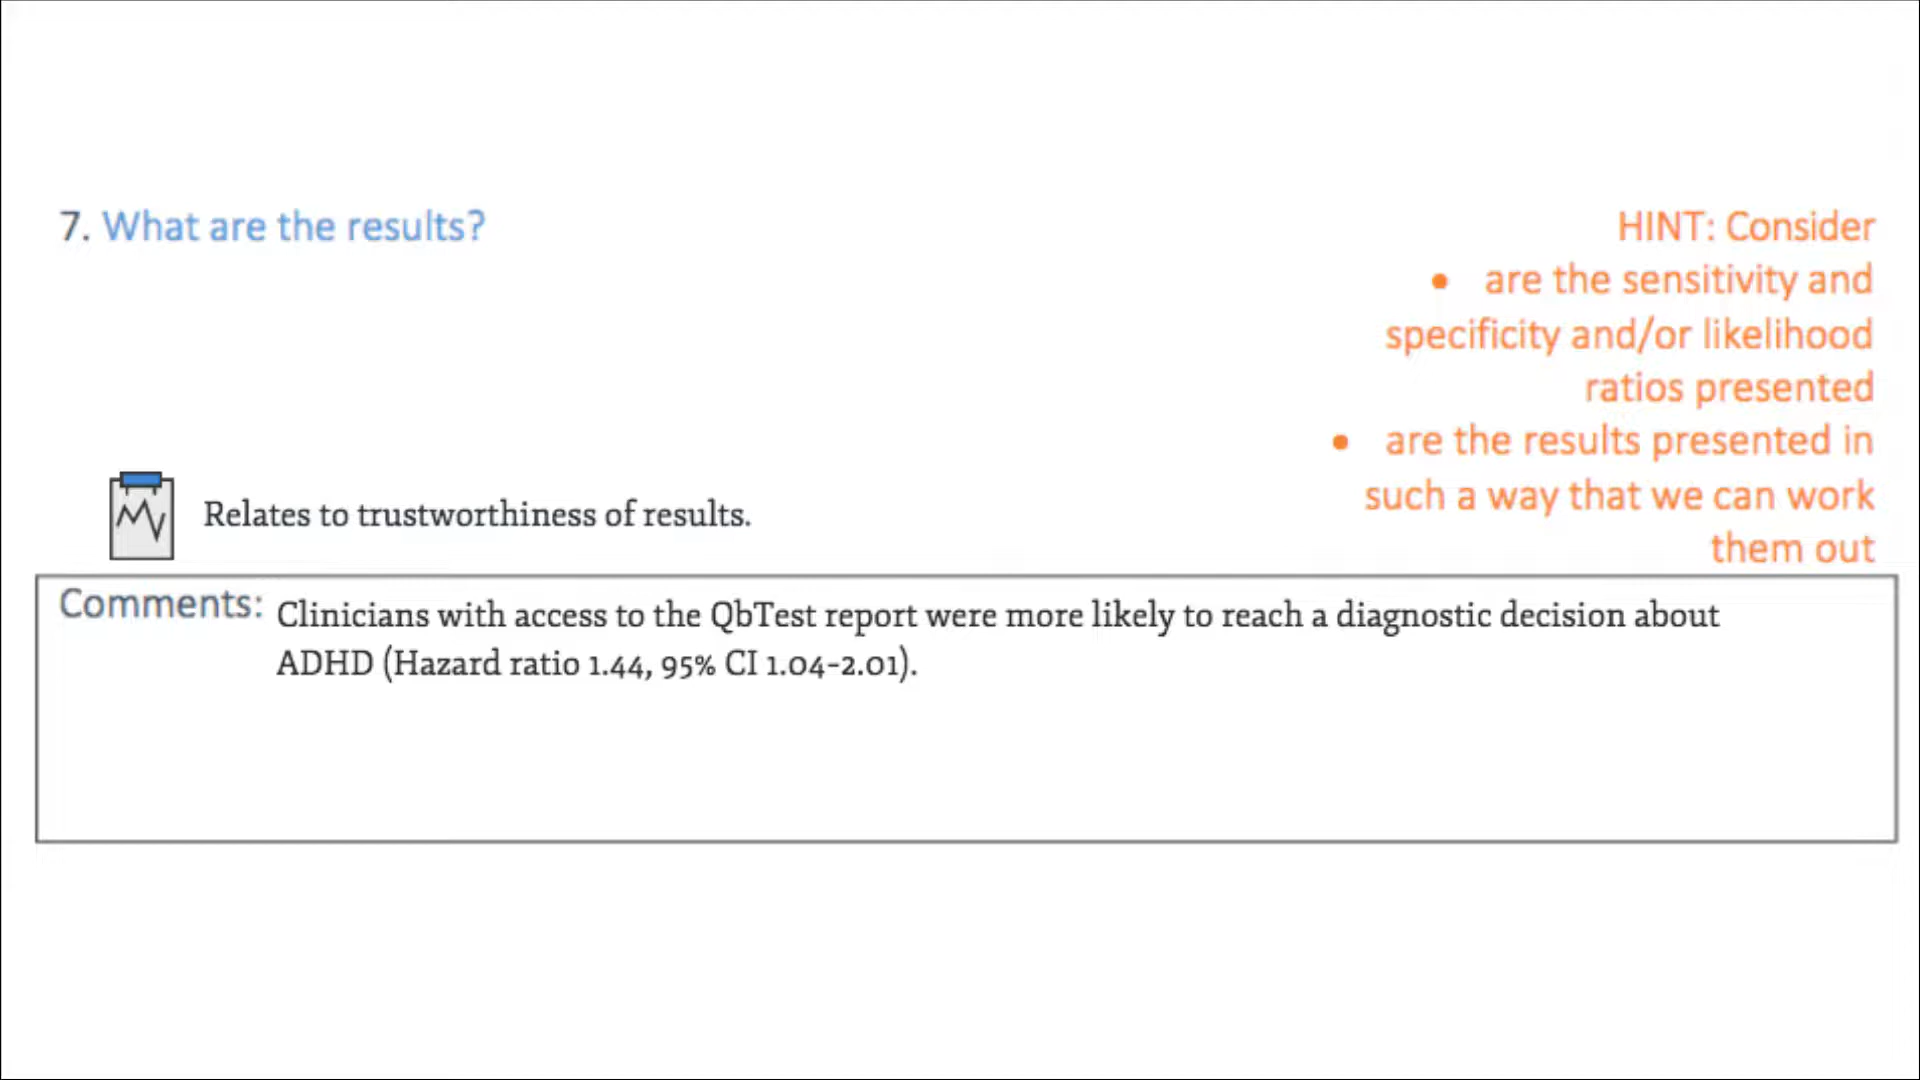 7. What are the results?
HINT: Consider
• are the sensitivity and
specificity and/or likelihood
ratios presented
• are the results presented in
such a way that we can work
them out
Relates to trustworthiness of results.
Comments: Clinicians with access to the QbTest report were more likely to reach a diagnostic decision about
ADHD (Hazard ratio 1.44, 95% CI 1.04-2.01).